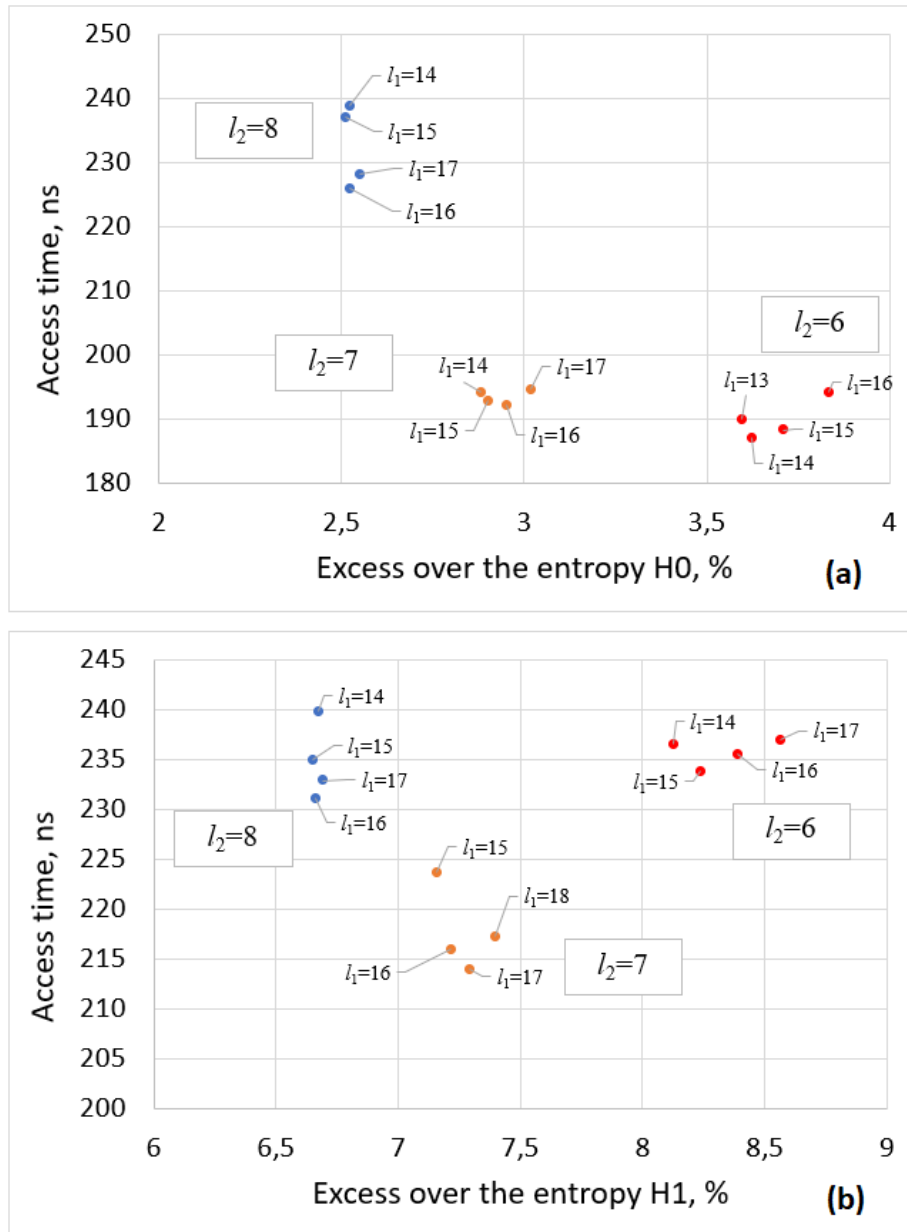 250
240
230
220
210
200
190
180
Access time, ns
l₁=14
l₂=8
l₁=15
l₁=17
l₁=16
l₂=6
l₂=7
l₁=14
l₁=17
l₁=13
l₁=16
l₁=15
l₁=16
l₁=15
l₁=14
2
2,5
3
3,5
4
Excess over the entropy H0, %
(a)
245
240
235
230
225
220
215
210
205
200
Access time, ns
l₁=14
l₁=15
l₁=17
l₁=16
l₂=8
l₁=14
l₁=17
l₁=15
l₁=16
l₂=6
l₁=15
l₁=18
l₁=16
l₁=17
l₂=7
6
6,5
7
7,5
8
8,5
9
Excess over the entropy H1, %
(b)